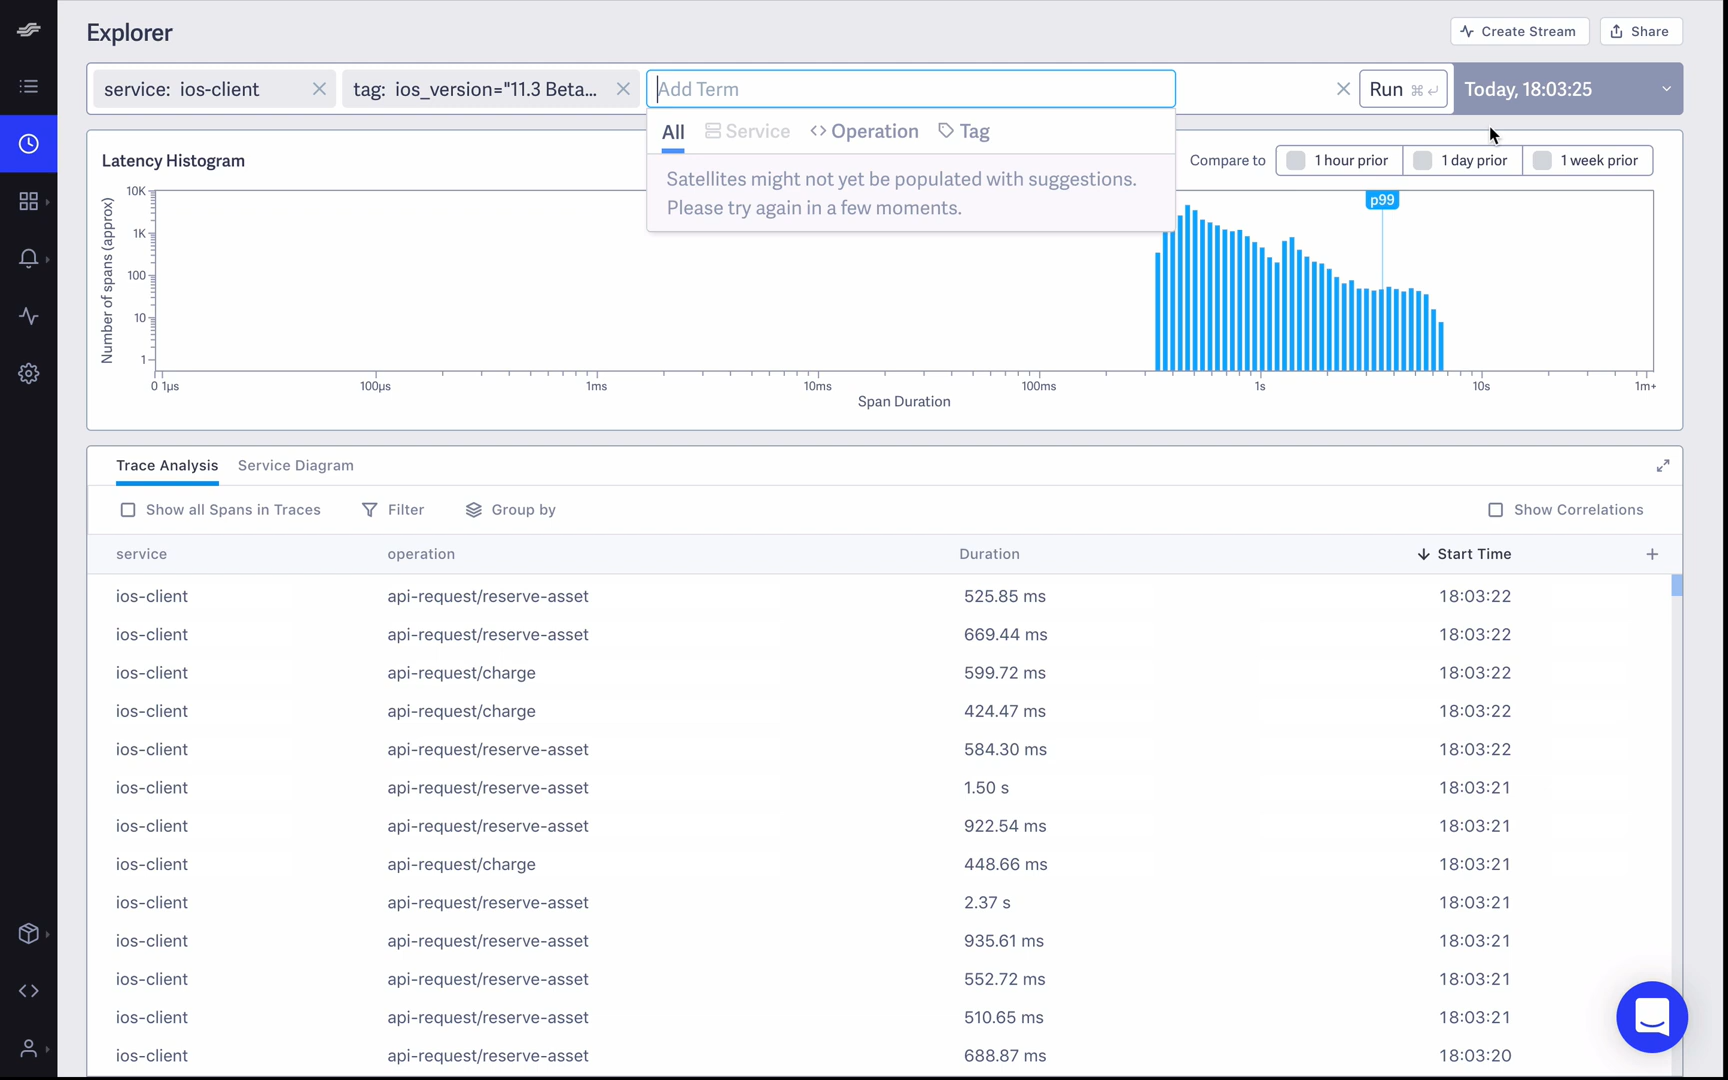 Explorer
Create Stream
Share
service: ios-client
tag: ios_version="11.3 Beta...
Add Term
Run ⌘ ↵
Today, 18:03:25
All
Service
Operation
Tag
Satellites might not yet be populated with suggestions.
Please try again in a few moments.
Latency Histogram
Compare to
1 hour prior
1 day prior
1 week prior
Number of spans (approx)
10K
1K
100
10
1
p99
0 1µs
100µs
1ms
10ms
100ms
1s
10s
1m+
Span Duration
Trace Analysis
Service Diagram
Show all Spans in Traces
Filter
Group by
Show Correlations
service operation Duration Start Time
ios-client api-request/reserve-asset 525.85 ms 18:03:22
ios-client api-request/reserve-asset 669.44 ms 18:03:22
ios-client api-request/charge 599.72 ms 18:03:22
ios-client api-request/charge 424.47 ms 18:03:22
ios-client api-request/reserve-asset 584.30 ms 18:03:22
ios-client api-request/reserve-asset 1.50 s 18:03:21
ios-client api-request/reserve-asset 922.54 ms 18:03:21
ios-client api-request/charge 448.66 ms 18:03:21
ios-client api-request/reserve-asset 2.37 s 18:03:21
ios-client api-request/reserve-asset 935.61 ms 18:03:21
ios-client api-request/reserve-asset 552.72 ms 18:03:21
ios-client api-request/reserve-asset 510.65 ms 18:03:21
ios-client api-request/reserve-asset 688.87 ms 18:03:20